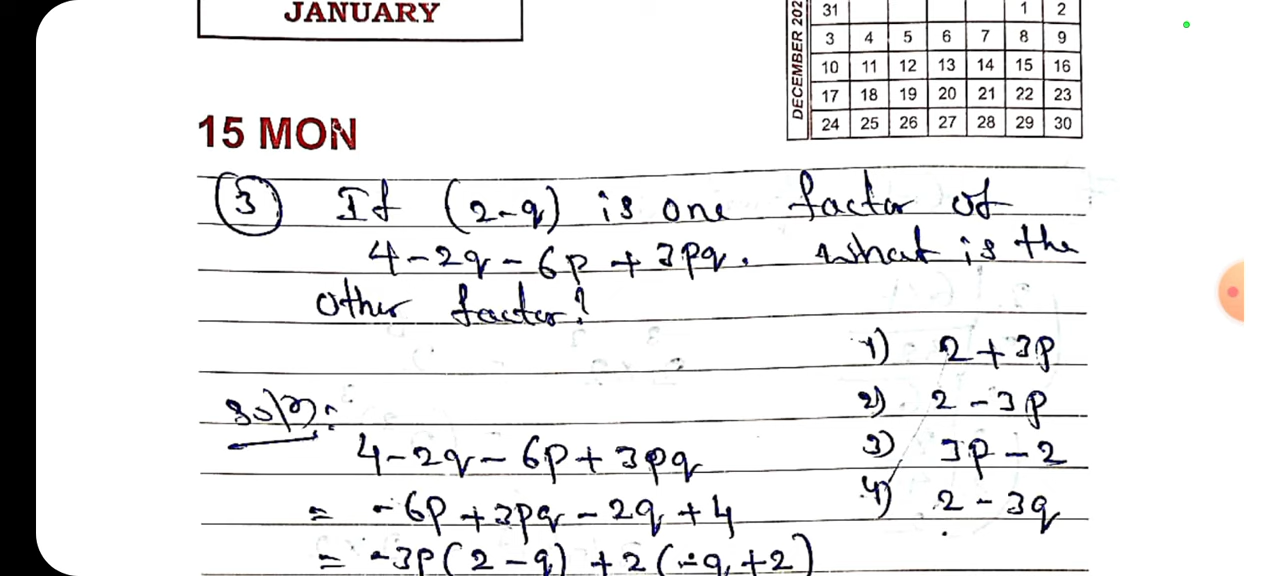 JANUARY
DECEMBER 202
31 1 2
3 4 5 6 7 8 9
10 11 12 13 14 15 16
17 18 19 20 21 22 23
24 25 26 27 28 29 30
15 MON
3 If (2-q) is one factor of
4-2q-6p+3pq. what is the
other factor?
1) 2+3p
2) 2-3p
3) 3p-2
4) 2-3q
Soln:
4-2q-6p+3pq
= -6p+3pq-2q+4
= -3p(2-q)+2(-q+2)